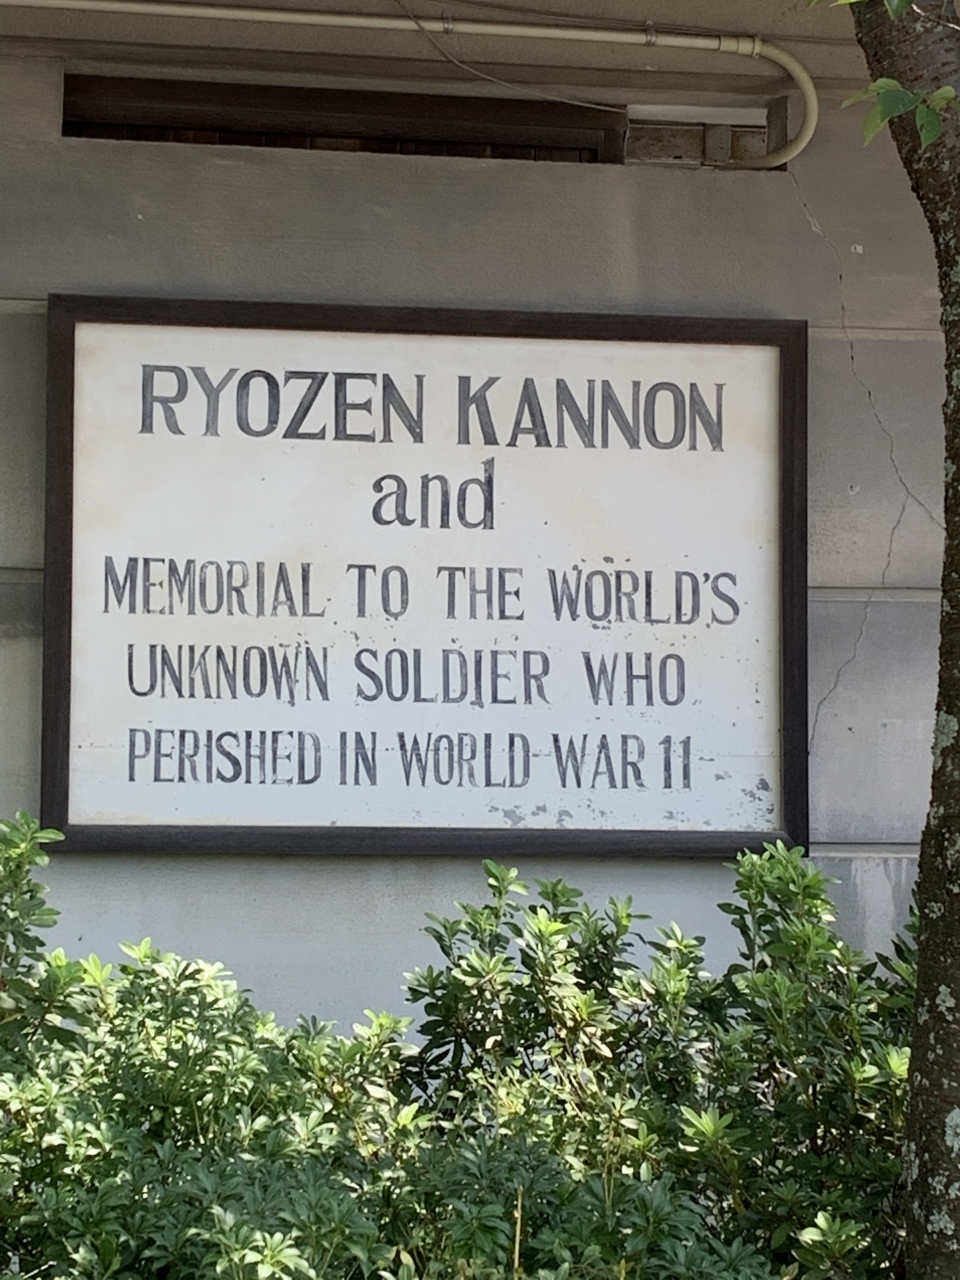 RYOZEN KANNON
and
MEMORIAL TO THE WORLD'S
UNKNOWN SOLDIER WHO
PERISHED IN WORLD WAR 11